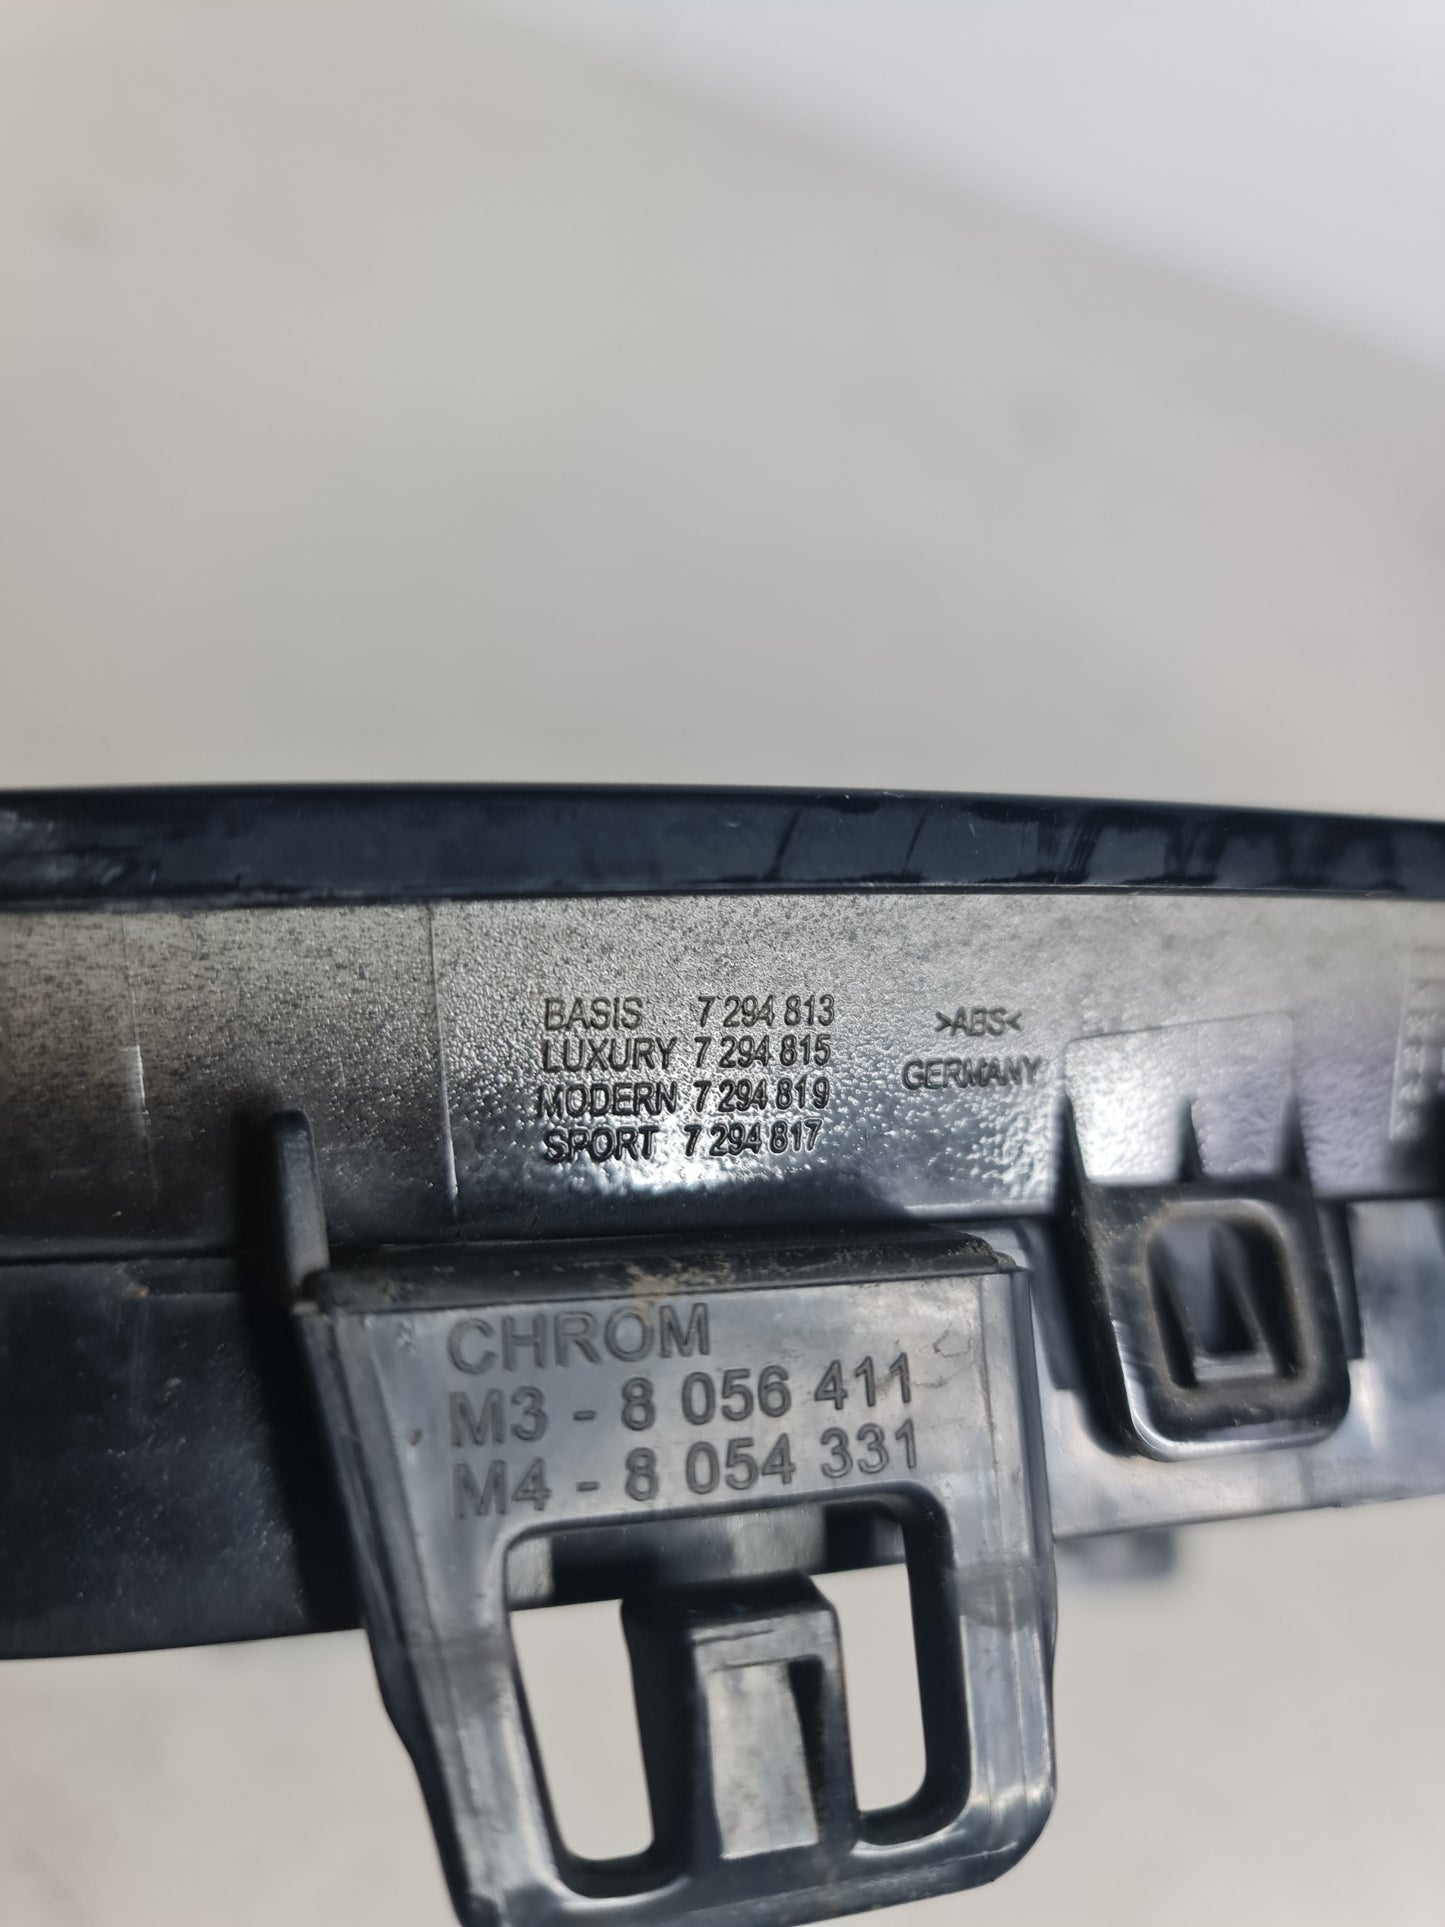 BASIS 7 294 813
LUXURY 7 294 815
MODERN 7 294 819
SPORT 7 294 817
>ABS<
GERMANY
CHROM
M3 - 8 056 411
M4 - 8 054 331